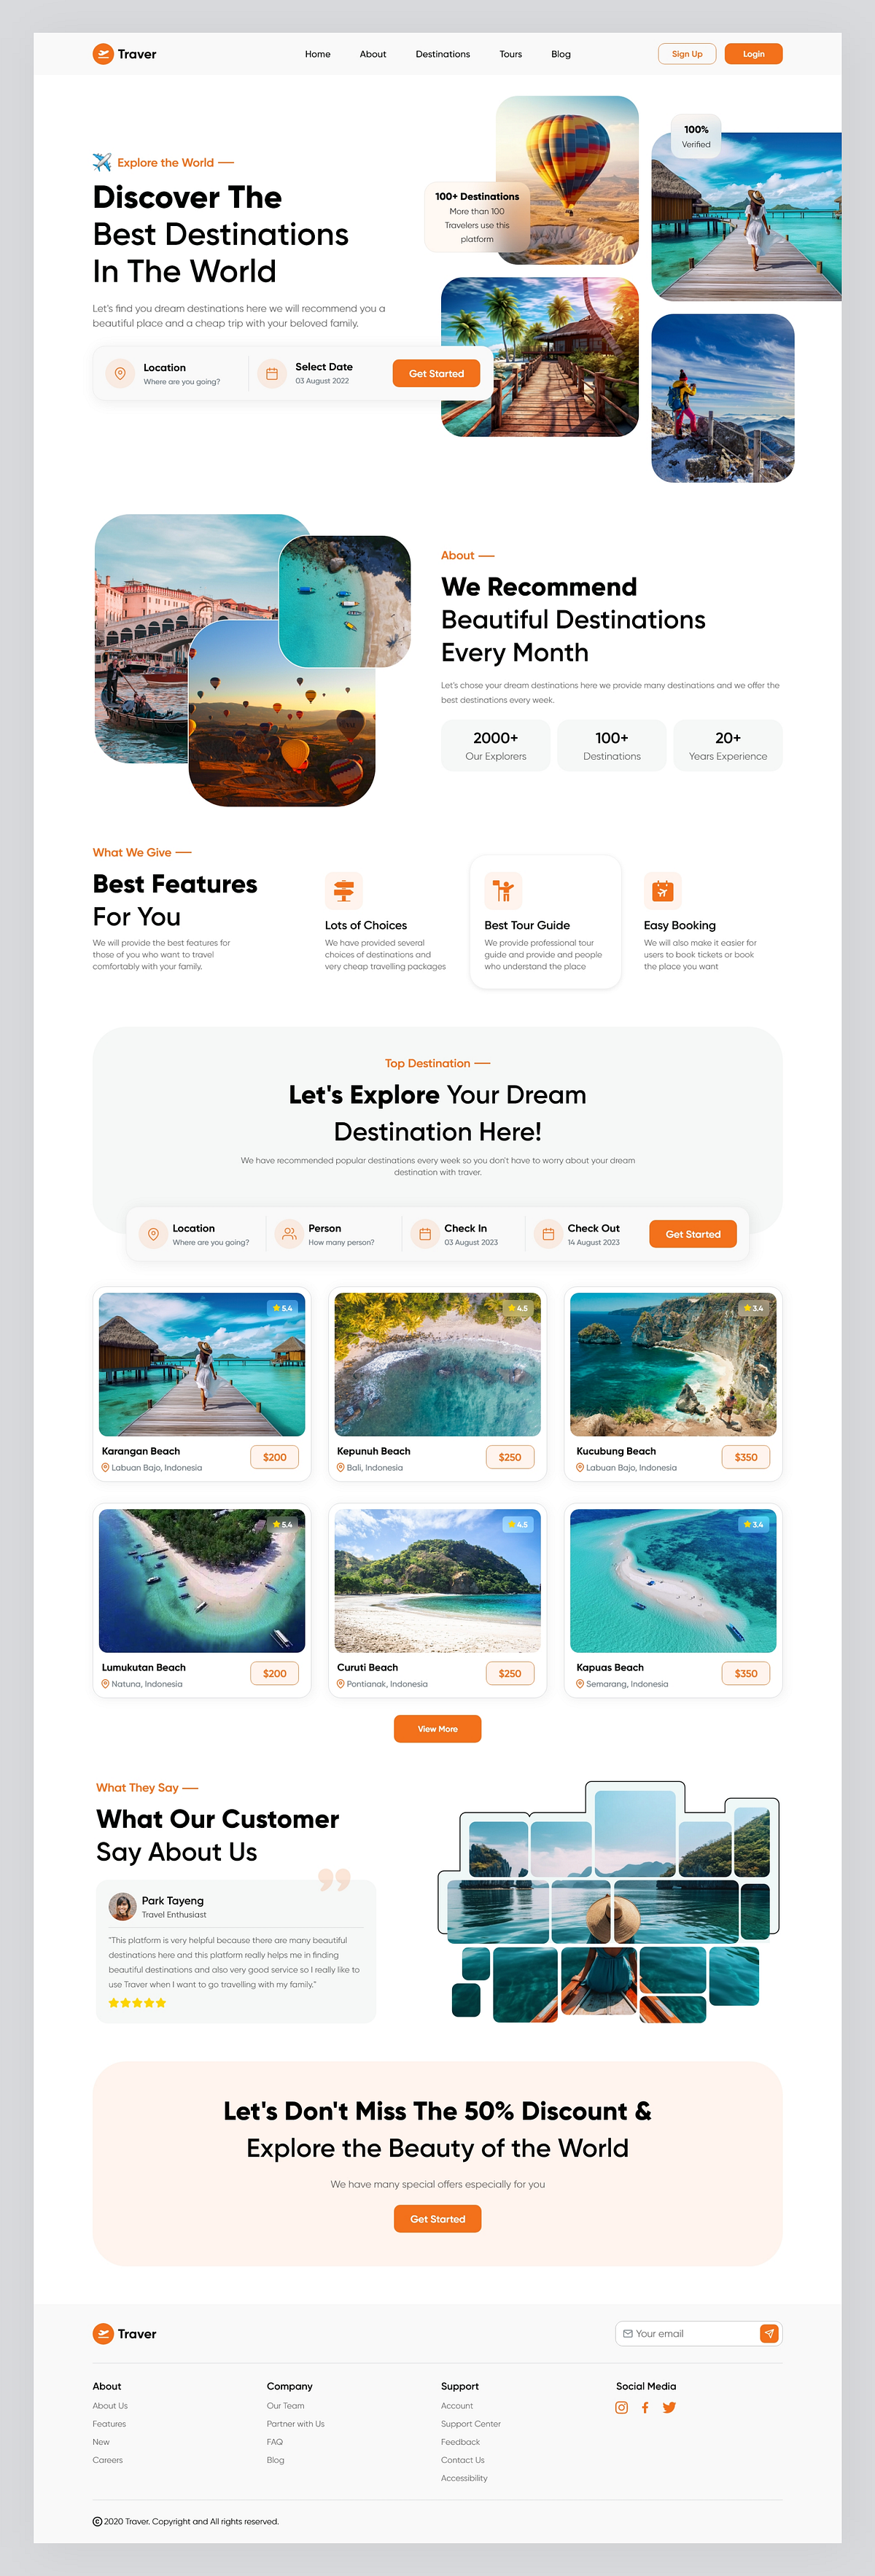 Traver
Home
About
Destinations
Tours
Blog
Sign Up
Login
Explore the World
Discover The
Best Destinations
In The World
Let's find you dream destinations here we will recommend you a
beautiful place and a cheap trip with your beloved family.
Location
Where are you going?
Select Date
03 August 2022
Get Started
100+ Destinations
More than 100
Travelers use this
platform
100%
Verified
About
We Recommend
Beautiful Destinations
Every Month
Let's chose your dream destinations here we provide many destinations and we offer the
best destinations every week.
2000+
Our Explorers
100+
Destinations
20+
Years Experience
What We Give
Best Features
For You
We will provide the best features for
those of you who want to travel
comfortably with your family.
Lots of Choices
We have provided several
choices of destinations and
very cheap travelling packages
Best Tour Guide
We provide professional tour
guide and provide and people
who understand the place
Easy Booking
We will also make it easier for
users to book tickets or book
the place you want
Top Destination
Let's Explore Your Dream
Destination Here!
We have recommended popular destinations every week so you don't have to worry about your dream
destination with traver.
Location
Where are you going?
Person
How many person?
Check In
03 August 2023
Check Out
14 August 2023
Get Started
5.4
Karangan Beach
Labuan Bajo, Indonesia
$200
4.5
Kepunuh Beach
Bali, Indonesia
$250
3.4
Kucubung Beach
Labuan Bajo, Indonesia
$350
5.4
Lumukutan Beach
Natuna, Indonesia
$200
4.5
Curuti Beach
Pontianak, Indonesia
$250
3.4
Kapuas Beach
Semarang, Indonesia
$350
View More
What They Say
What Our Customer
Say About Us
Park Tayeng
Travel Enthusiast
"This platform is very helpful because there are many beautiful
destinations here and this platform really helps me in finding
beautiful destinations and also very good service so I really like to
use Traver when I want to go travelling with my family."
Let's Don't Miss The 50% Discount &
Explore the Beauty of the World
We have many special offers especially for you
Get Started
Traver
Your email
About
About Us
Features
New
Careers
Company
Our Team
Partner with Us
FAQ
Blog
Support
Account
Support Center
Feedback
Contact Us
Accessibility
Social Media
© 2020 Traver. Copyright and All rights reserved.